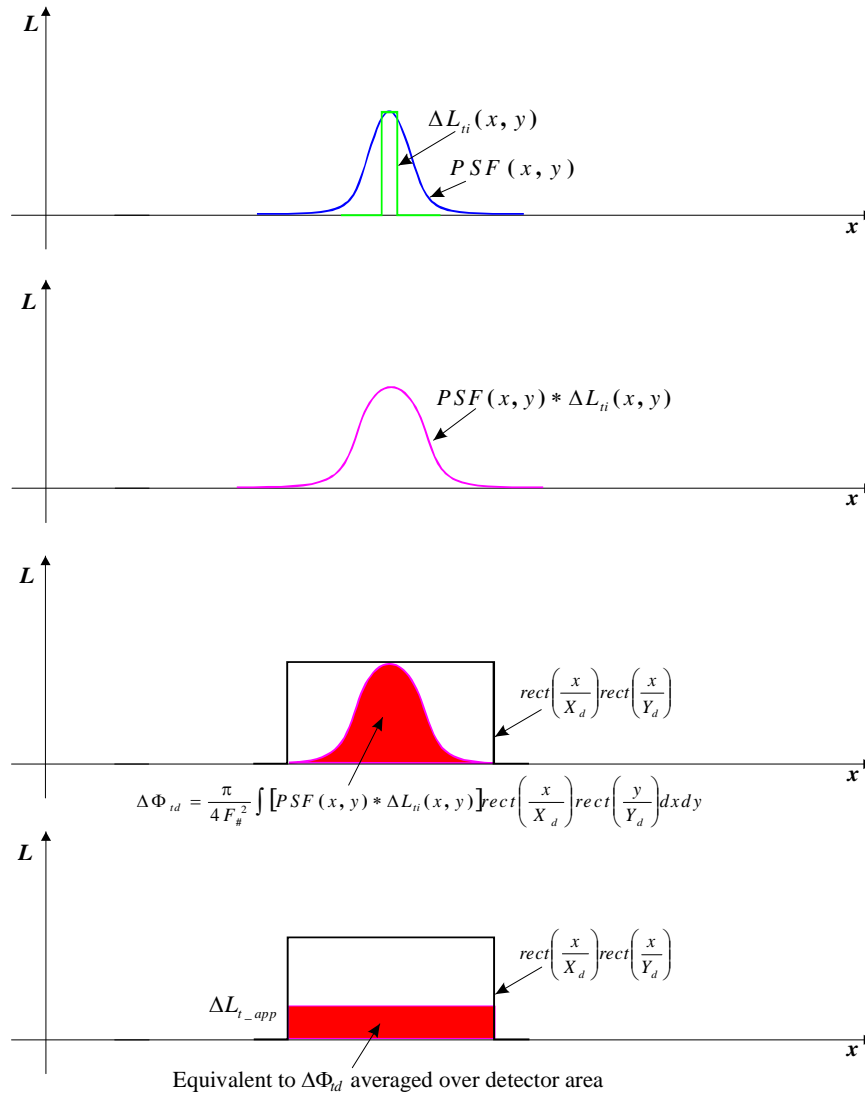 L
ΔL_ti(x, y)
PSF(x, y)
x
L
PSF(x, y) * ΔL_ti(x, y)
x
L
rect(x/X_d)rect(x/Y_d)
x
ΔΦ_td = π/4F_#² ∫[PSF(x, y) * ΔL_ti(x, y)]rect(x/X_d)rect(y/Y_d)dxdy
L
rect(x/X_d)rect(x/Y_d)
ΔL_t_app
x
Equivalent to ΔΦ_td averaged over detector area